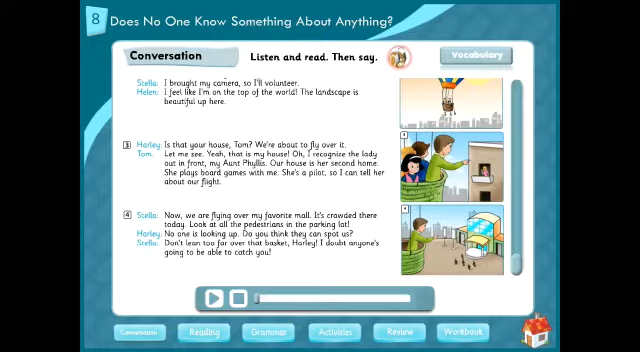 8 Does No One Know Something About Anything?
Conversation
Listen and read. Then say.
Vocabulary
Stella: I brought my camera, so I'll volunteer.
Helen: I feel like I'm on the top of the world! The landscape is
beautiful up here.
3 Harley: Is that your house, Tom? We're about to fly over it.
Tom: Let me see. Yeah, that is my house! Oh, I recognize the lady
out in front, my Aunt Phyllis. Our house is her second home.
She plays board games with me. She's a pilot, so I can tell her
about our flight.
4 Stella: Now, we are flying over my favorite mall. It's crowded there
today. Look at all the pedestrians in the parking lot!
Harley: No one is looking up. Do you think they can spot us?
Stella: Don't lean too far over that basket, Harley! I doubt anyone's
going to be able to catch you!
3
4
Conversation
Reading
Grammar
Activities
Review
Workbook